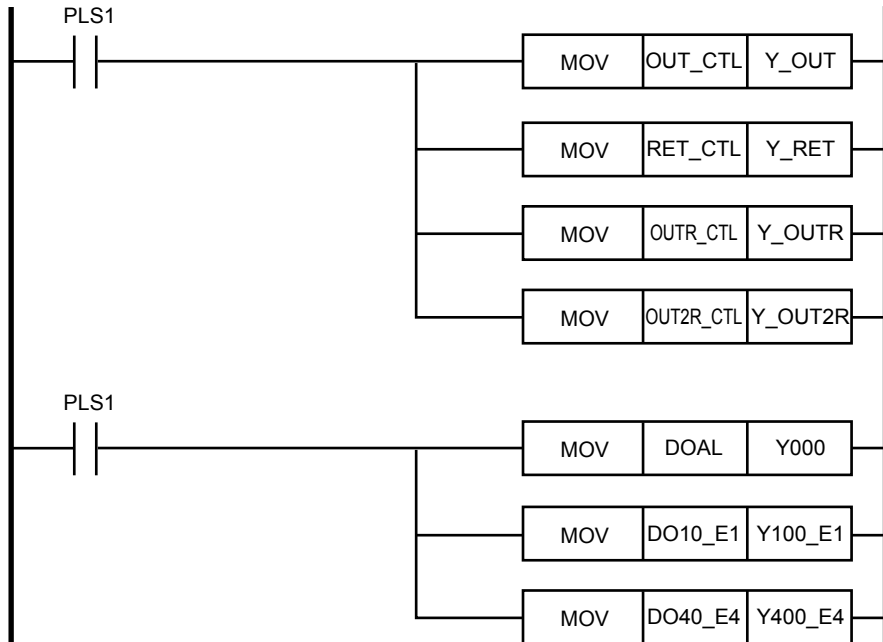 PLS1
MOV OUT_CTL Y_OUT
MOV RET_CTL Y_RET
MOV OUTR_CTL Y_OUTR
MOV OUT2R_CTL Y_OUT2R
PLS1
MOV DOAL Y000
MOV DO10_E1 Y100_E1
MOV DO40_E4 Y400_E4